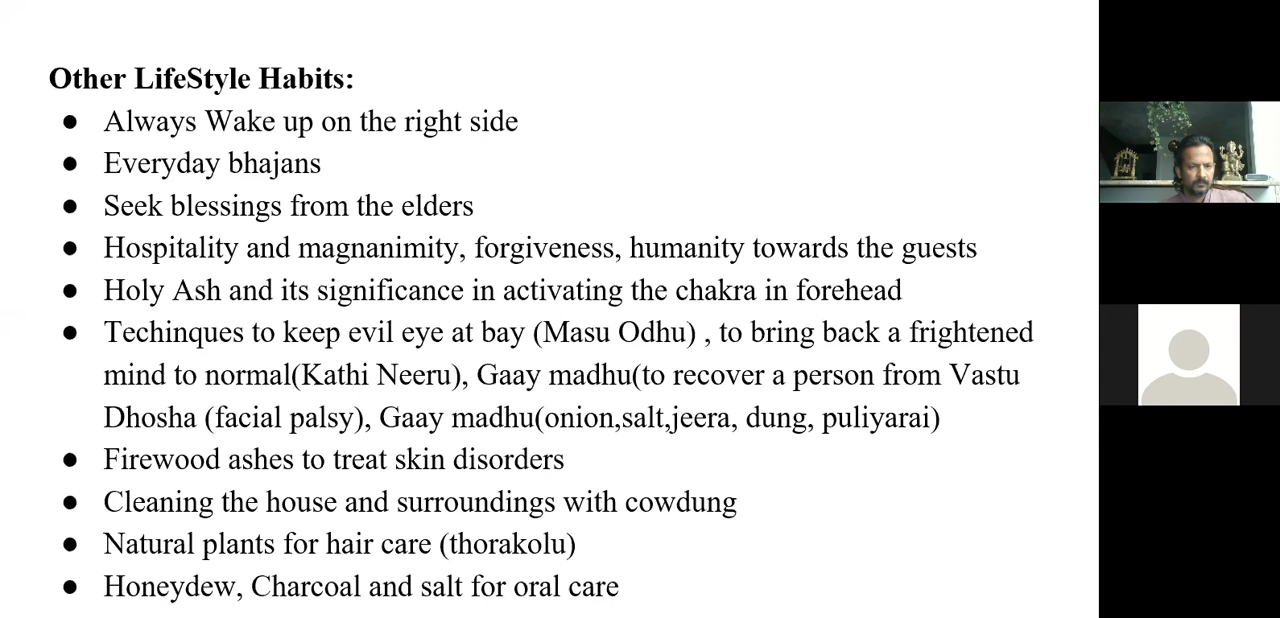 Other LifeStyle Habits:
● Always Wake up on the right side
● Everyday bhajans
● Seek blessings from the elders
● Hospitality and magnanimity, forgiveness, humanity towards the guests
● Holy Ash and its significance in activating the chakra in forehead
● Techinques to keep evil eye at bay (Masu Odhu) , to bring back a frightened
mind to normal(Kathi Neeru), Gaay madhu(to recover a person from Vastu
Dhosha (facial palsy), Gaay madhu(onion,salt,jeera, dung, puliyarai)
● Firewood ashes to treat skin disorders
● Cleaning the house and surroundings with cowdung
● Natural plants for hair care (thorakolu)
● Honeydew, Charcoal and salt for oral care